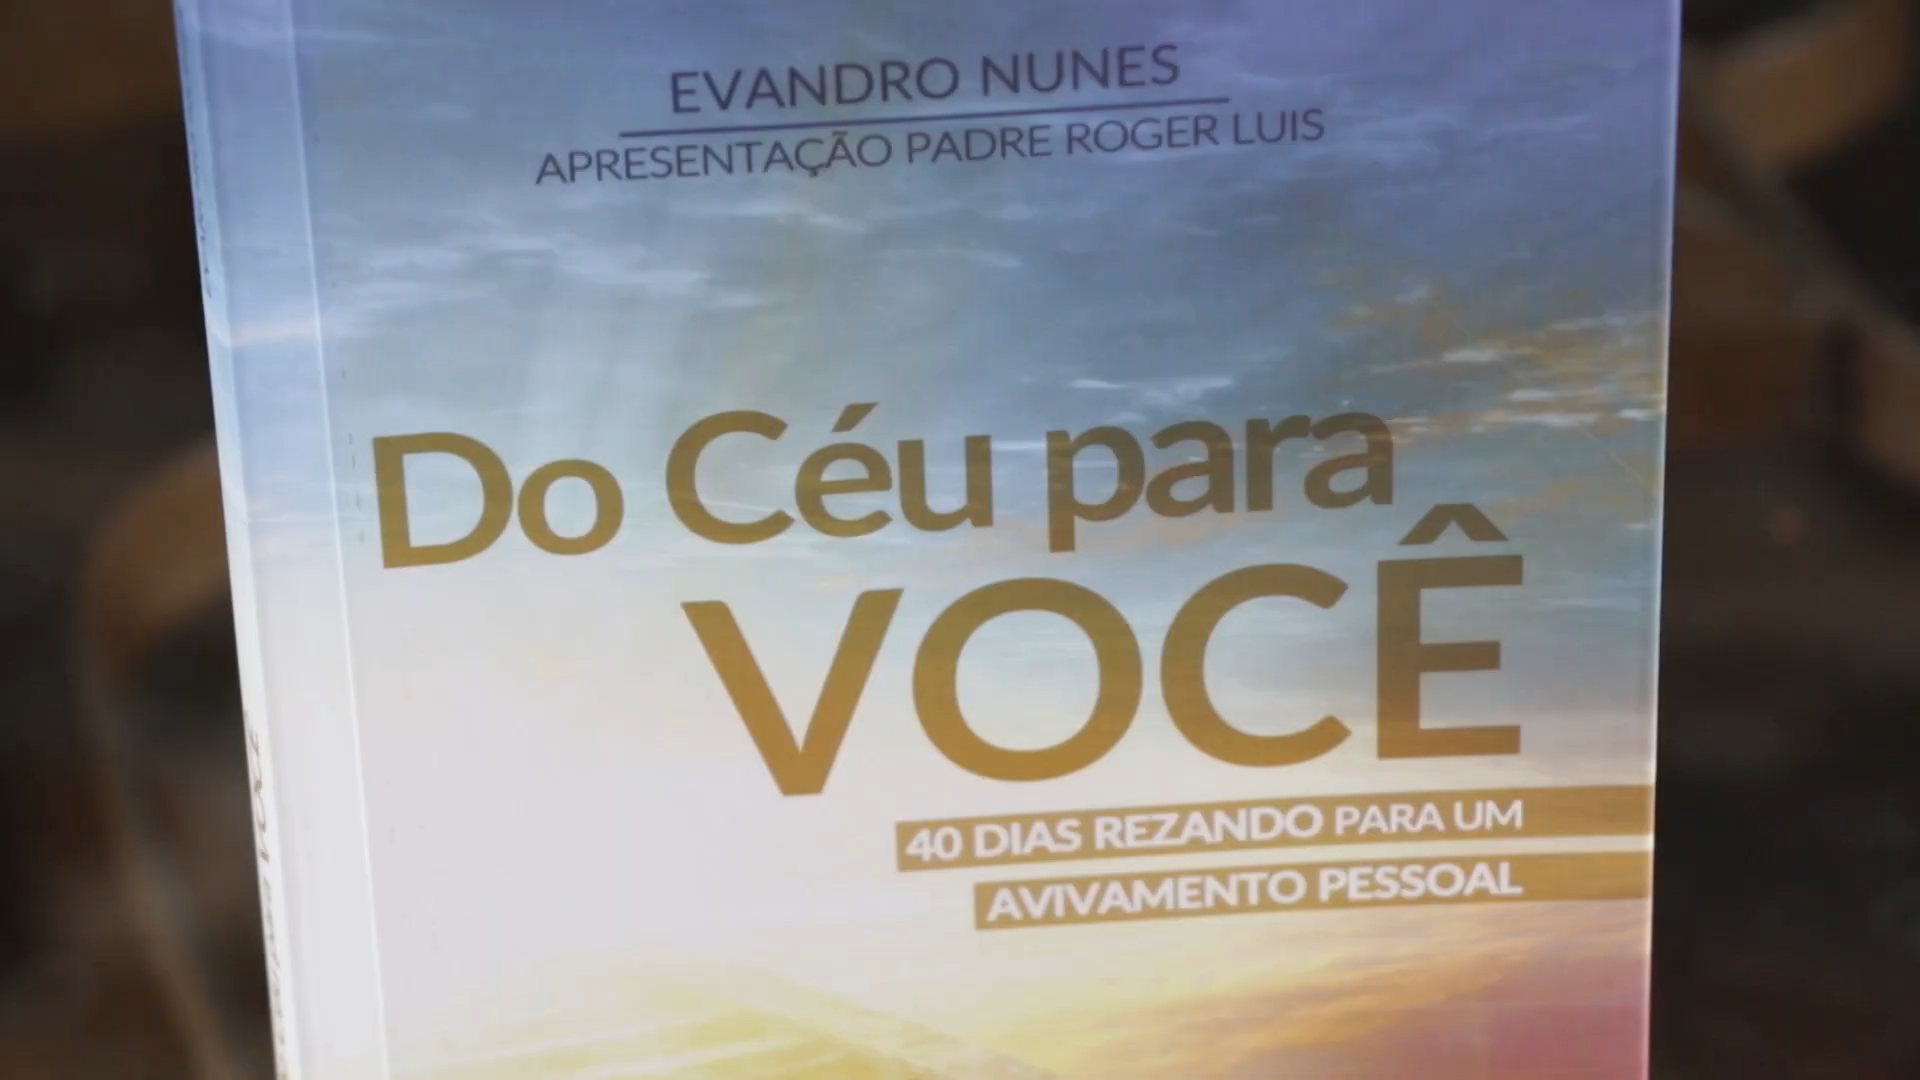 EVANDRO NUNES
APRESENTAÇÃO PADRE ROGER LUIS
Do Céu para
VOCÊ
40 DIAS REZANDO PARA UM
AVIVAMENTO PESSOAL